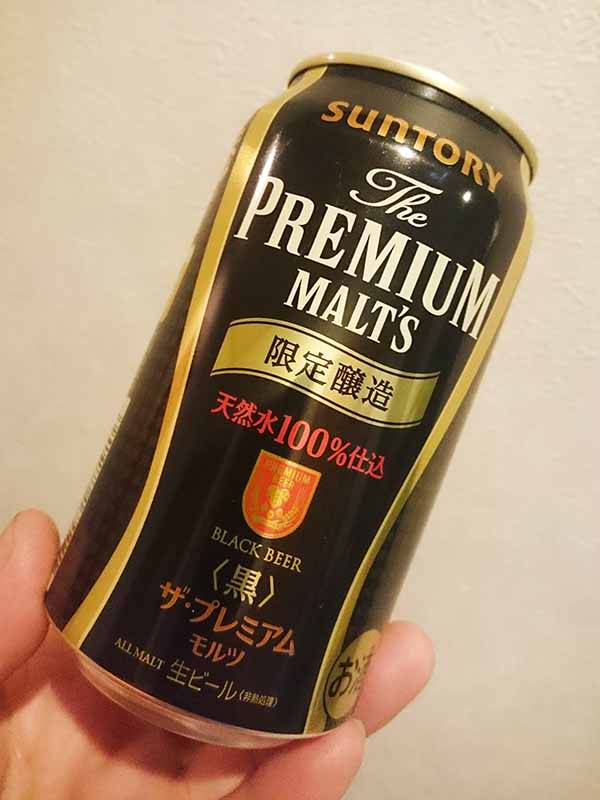 SUNTORY
The
PREMIUM
MALT'S
限定醸造
天然水100%仕込
PREMIUM
BEER
BLACK BEER
〈黒〉
ザ・プレミアム
モルツ
ALL MALT 生ビール〈非熱処理〉
お酒